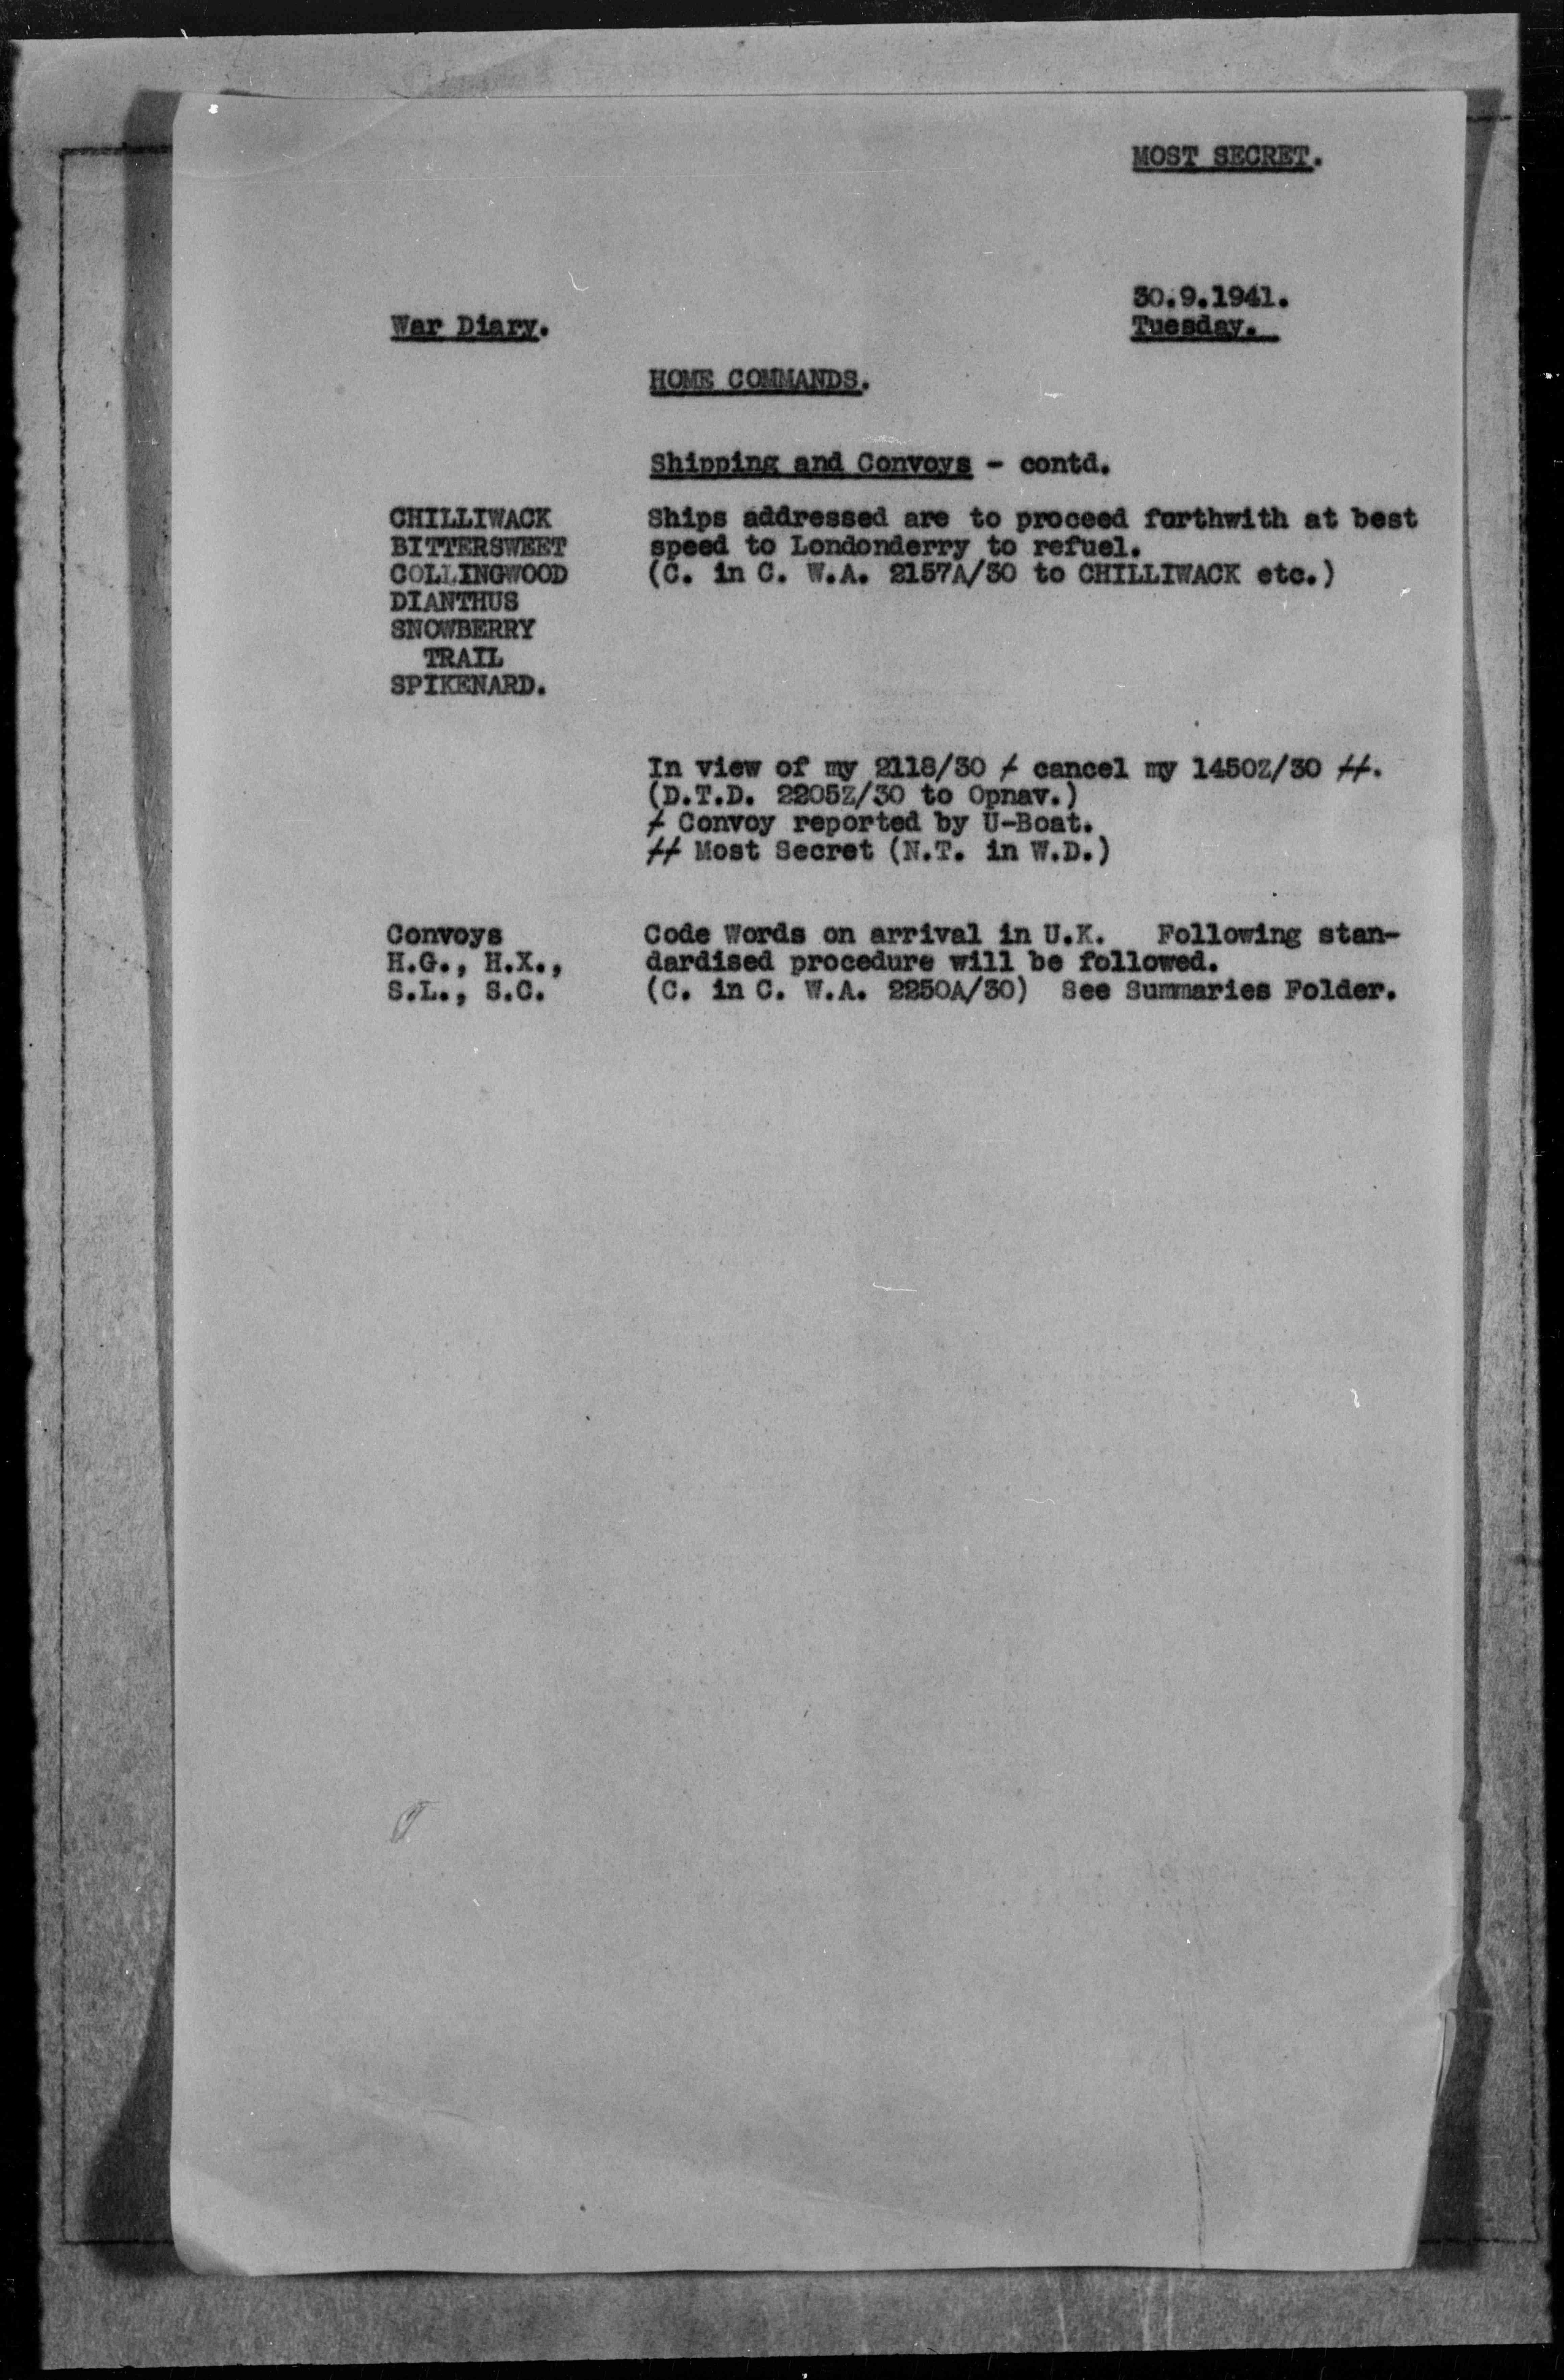 MOST SECRET.
30.9.1941.
War Diary.
Tuesday.
HOME COMMANDS.
Shipping and Convoys - contd.
CHILLIWACK
BITTERSWEET
COLLINGWOOD
DIANTHUS
SNOWBERRY
TRAIL
SPIKENARD.
Ships addressed are to proceed forthwith at best
speed to Londonderry to refuel.
(C. in C. W.A. 2157A/30 to CHILLIWACK etc.)
In view of my 2118/30 ⌿ cancel my 1450Z/30 ⌿⌿.
(D.T.D. 2205Z/30 to Opnav.)
⌿ Convoy reported by U-Boat.
⌿⌿ Most Secret (N.T. in W.D.)
Convoys
H.G., H.X.,
S.L., S.C.
Code Words on arrival in U.K. Following stan-
dardised procedure will be followed.
(C. in C. W.A. 2250A/30) See Summaries Folder.